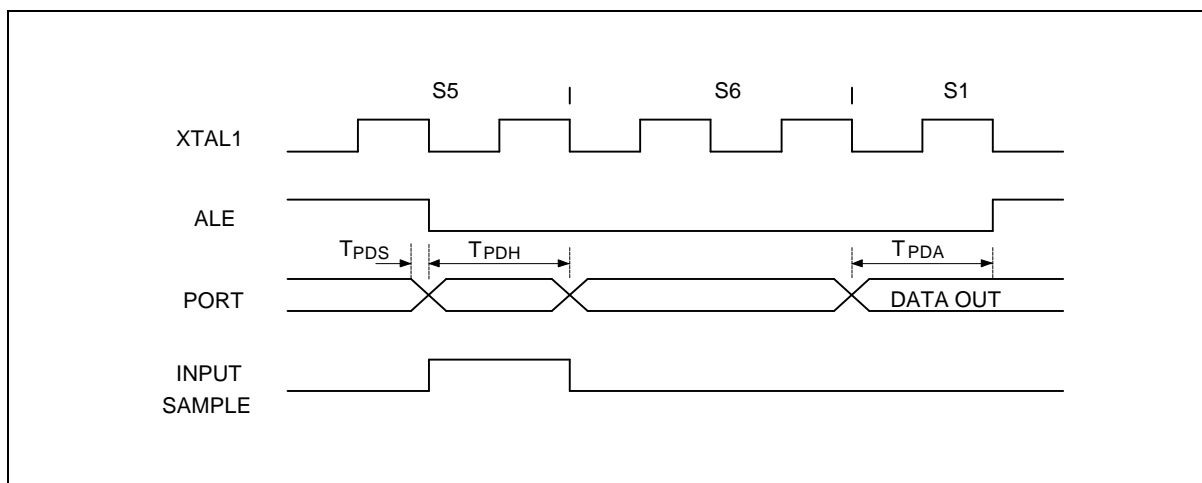 S5 | S6 | S1
XTAL1
ALE
TPDS TPDH TPDA
PORT DATA OUT
INPUT
SAMPLE